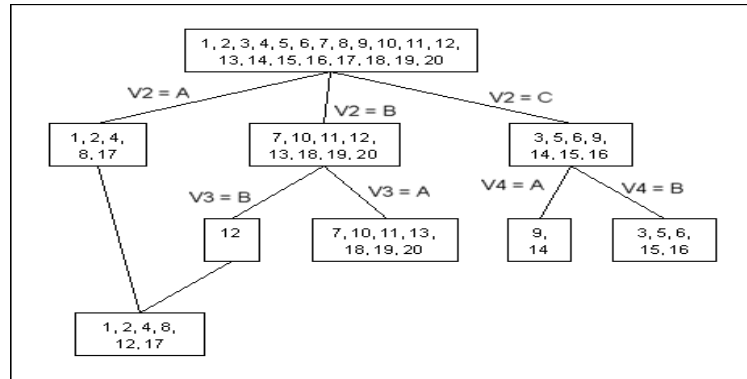 1, 2, 3, 4, 5, 6, 7, 8, 9, 10, 11, 12,
13, 14, 15, 16, 17, 18, 19, 20
V2 = A
V2 = B
V2 = C
1, 2, 4,
8, 17
7, 10, 11, 12,
13, 18, 19, 20
3, 5, 6, 9,
14, 15, 16
V3 = B
V3 = A
V4 = A
V4 = B
12
7, 10, 11, 13,
18, 19, 20
9,
14
3, 5, 6,
15, 16
1, 2, 4, 8,
12, 17